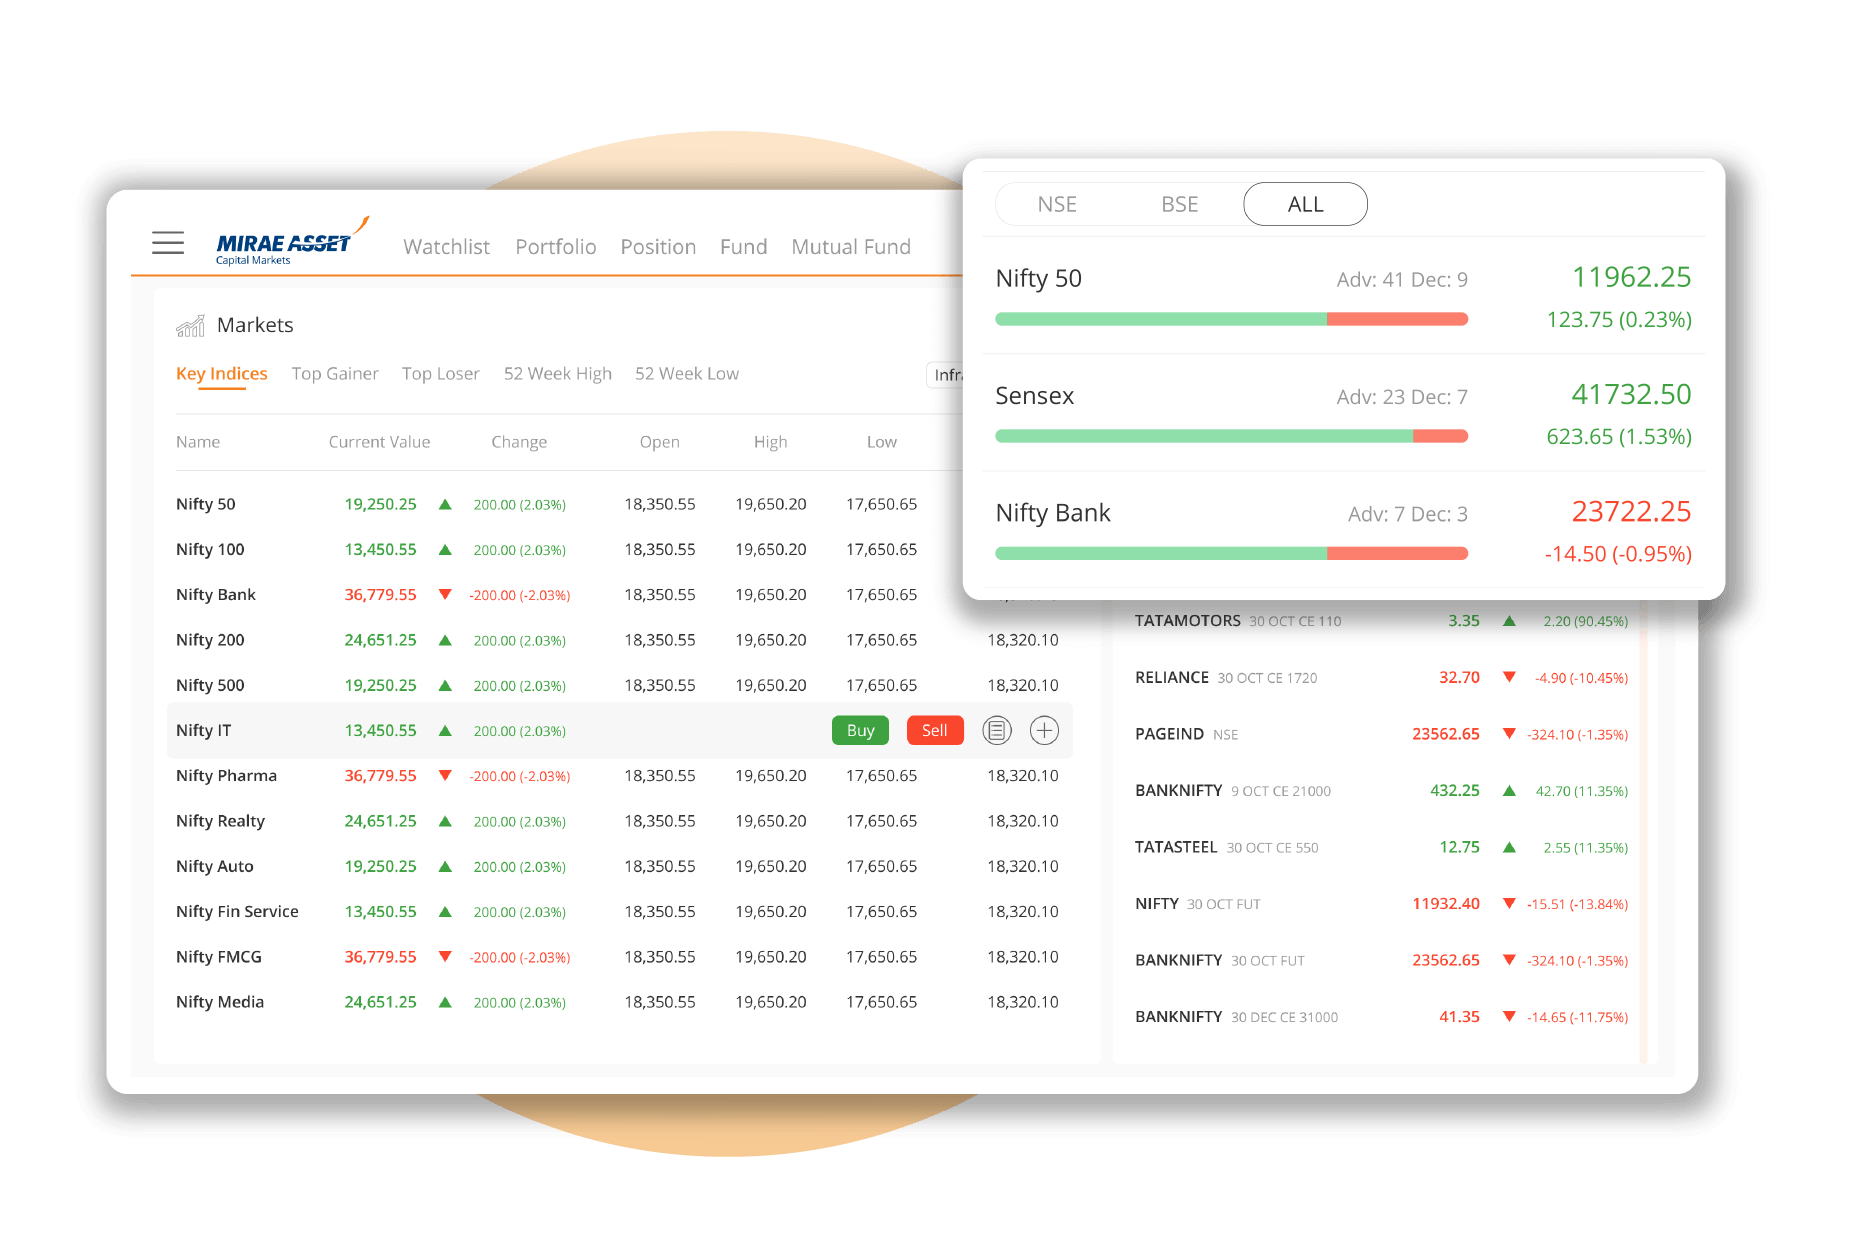 MIRAE ASSET
Capital Markets
Watchlist Portfolio Position Fund Mutual Fund
Markets
Key Indices Top Gainer Top Loser 52 Week High 52 Week Low
Name Current Value Change Open High Low
Nifty 50 19,250.25 ▲ 200.00 (2.03%) 18,350.55 19,650.20 17,650.65
Nifty 100 13,450.55 ▲ 200.00 (2.03%) 18,350.55 19,650.20 17,650.65
Nifty Bank 36,779.55 ▼ -200.00 (-2.03%) 18,350.55 19,650.20 17,650.65
Nifty 200 24,651.25 ▲ 200.00 (2.03%) 18,350.55 19,650.20 17,650.65 18,320.10
Nifty 500 19,250.25 ▲ 200.00 (2.03%) 18,350.55 19,650.20 17,650.65 18,320.10
Nifty IT 13,450.55 ▲ 200.00 (2.03%) Buy Sell
Nifty Pharma 36,779.55 ▼ -200.00 (-2.03%) 18,350.55 19,650.20 17,650.65 18,320.10
Nifty Realty 24,651.25 ▲ 200.00 (2.03%) 18,350.55 19,650.20 17,650.65 18,320.10
Nifty Auto 19,250.25 ▲ 200.00 (2.03%) 18,350.55 19,650.20 17,650.65 18,320.10
Nifty Fin Service 13,450.55 ▲ 200.00 (2.03%) 18,350.55 19,650.20 17,650.65 18,320.10
Nifty FMCG 36,779.55 ▼ -200.00 (-2.03%) 18,350.55 19,650.20 17,650.65 18,320.10
Nifty Media 24,651.25 ▲ 200.00 (2.03%) 18,350.55 19,650.20 17,650.65 18,320.10
NSE BSE ALL
Nifty 50 Adv: 41 Dec: 9 11962.25
123.75 (0.23%)
Sensex Adv: 23 Dec: 7 41732.50
623.65 (1.53%)
Nifty Bank Adv: 7 Dec: 3 23722.25
-14.50 (-0.95%)
TATAMOTORS 30 OCT CE 110 3.35 ▲ 2.20 (90.45%)
RELIANCE 30 OCT CE 1720 32.70 ▼ -4.90 (-10.45%)
PAGEIND NSE 23562.65 ▼ -324.10 (-1.35%)
BANKNIFTY 9 OCT CE 21000 432.25 ▲ 42.70 (11.35%)
TATASTEEL 30 OCT CE 550 12.75 ▲ 2.55 (11.35%)
NIFTY 30 OCT FUT 11932.40 ▼ -15.51 (-13.84%)
BANKNIFTY 30 OCT FUT 23562.65 ▼ -324.10 (-1.35%)
BANKNIFTY 30 DEC CE 31000 41.35 ▼ -14.65 (-11.75%)